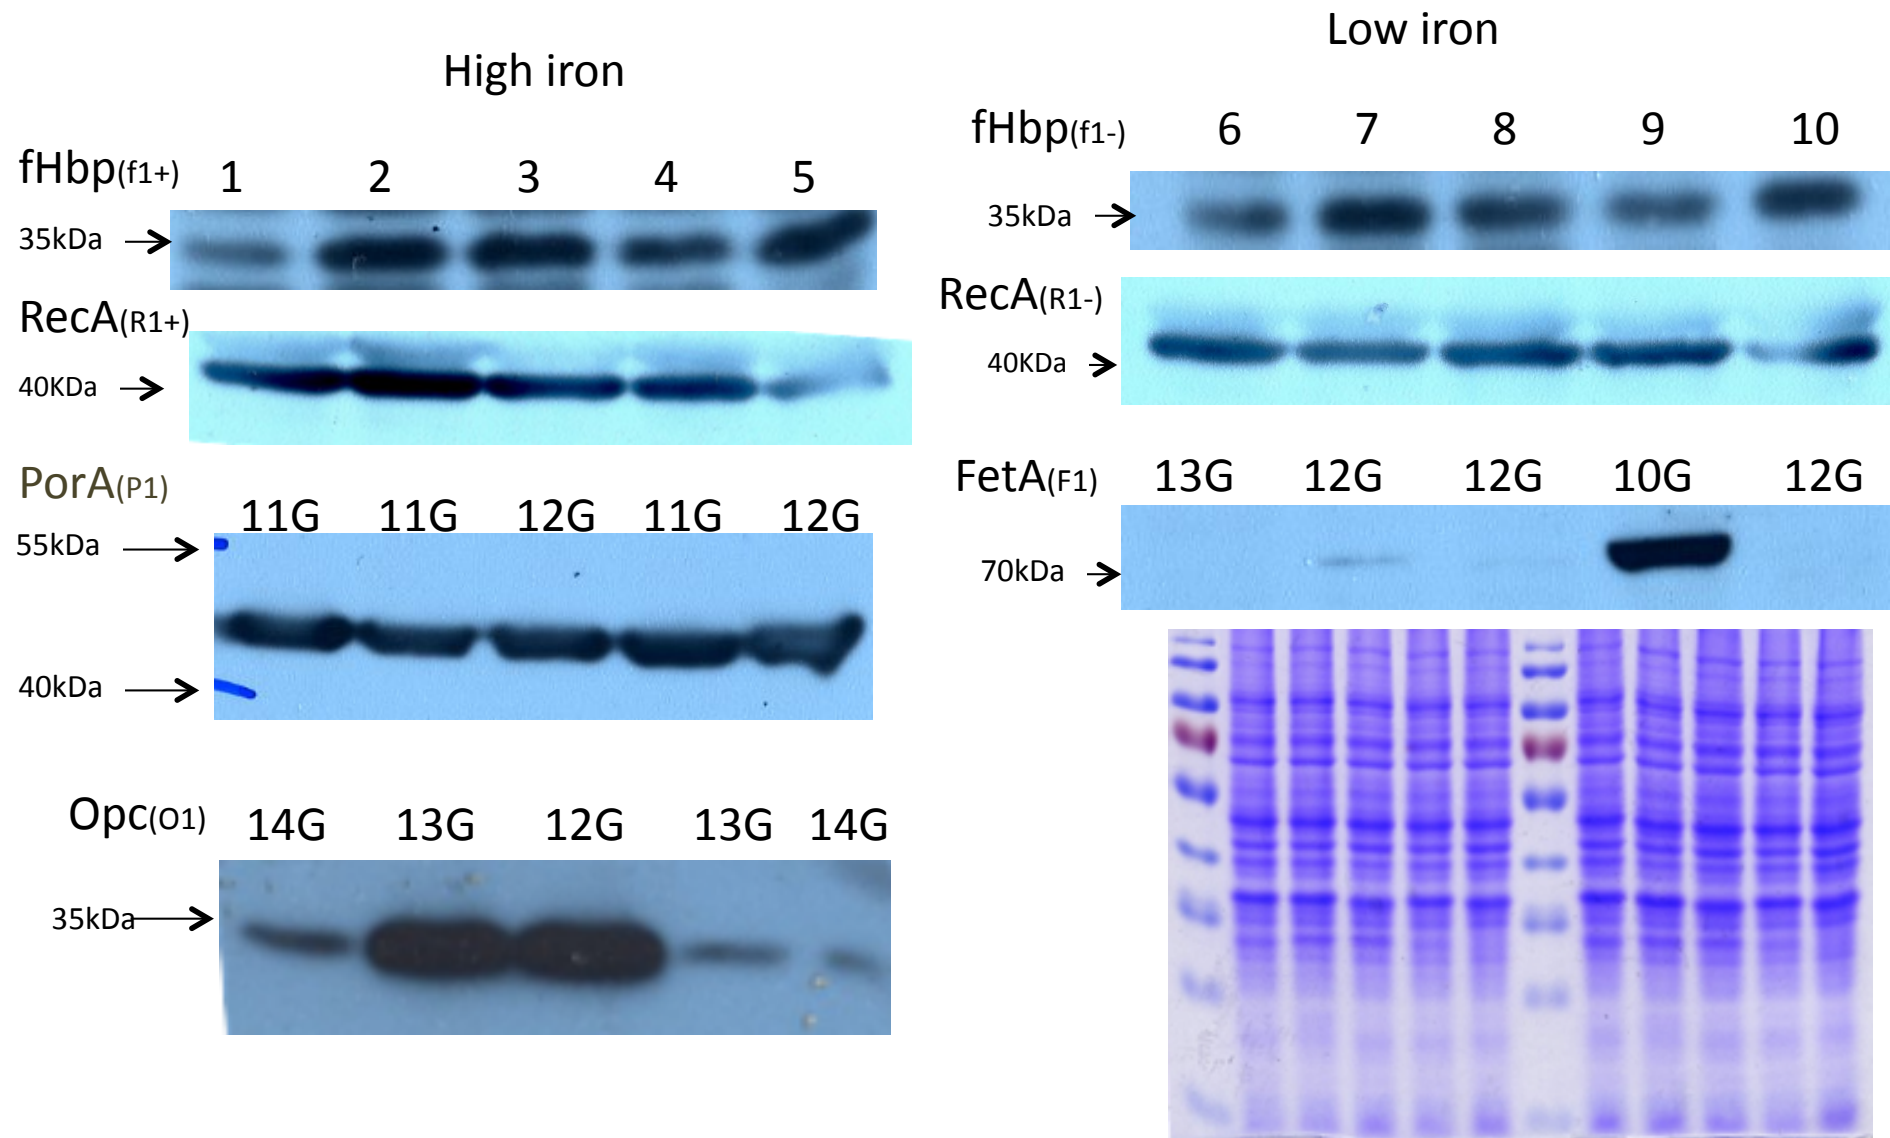 High iron
fHbp(f1+) 1 2 3 4 5
35kDa
RecA(R1+)
40KDa
PorA(P1)
11G 11G 12G 11G 12G
55kDa
40kDa
Opc(O1) 14G 13G 12G 13G 14G
35kDa
Low iron
fHbp(f1-) 6 7 8 9 10
35kDa
RecA(R1-)
40KDa
FetA(F1) 13G 12G 12G 10G 12G
70kDa